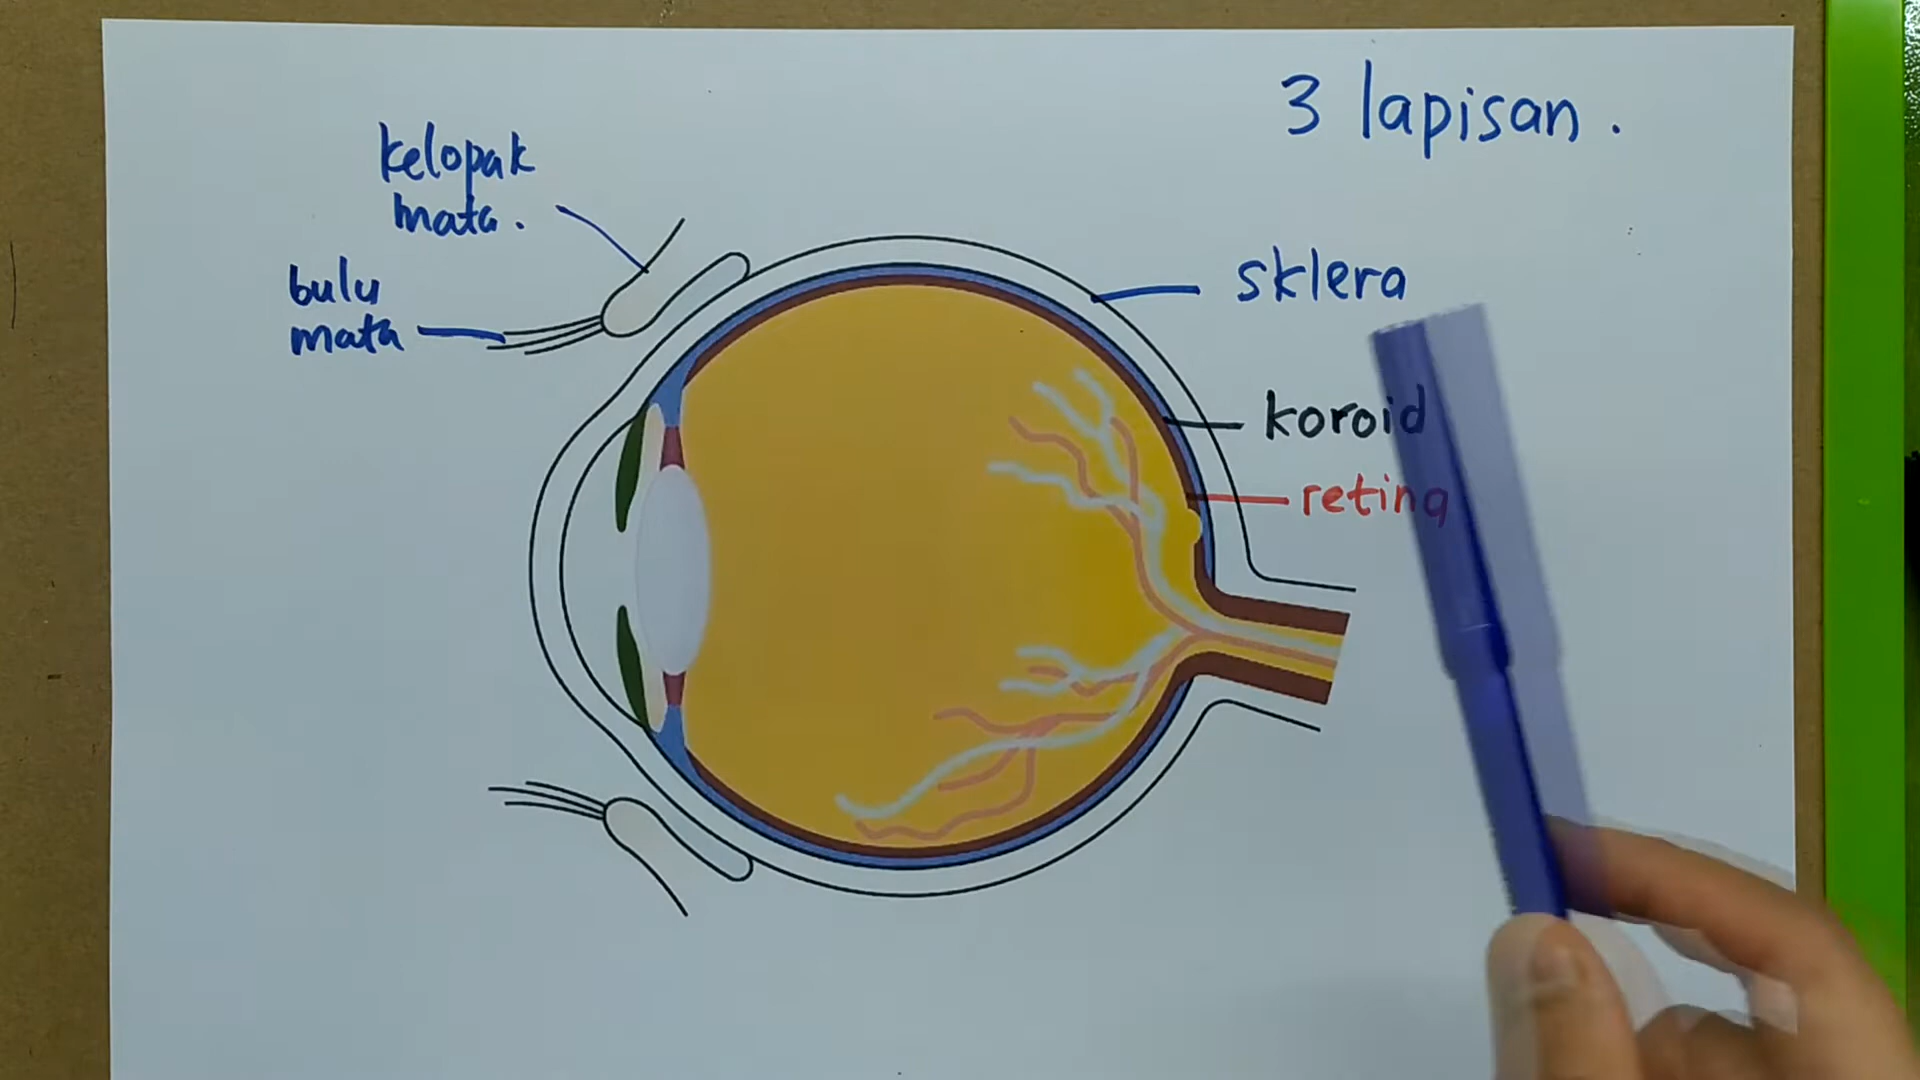 3 lapisan.
kelopak
mata.
bulu
mata
sklera
koroid
retina